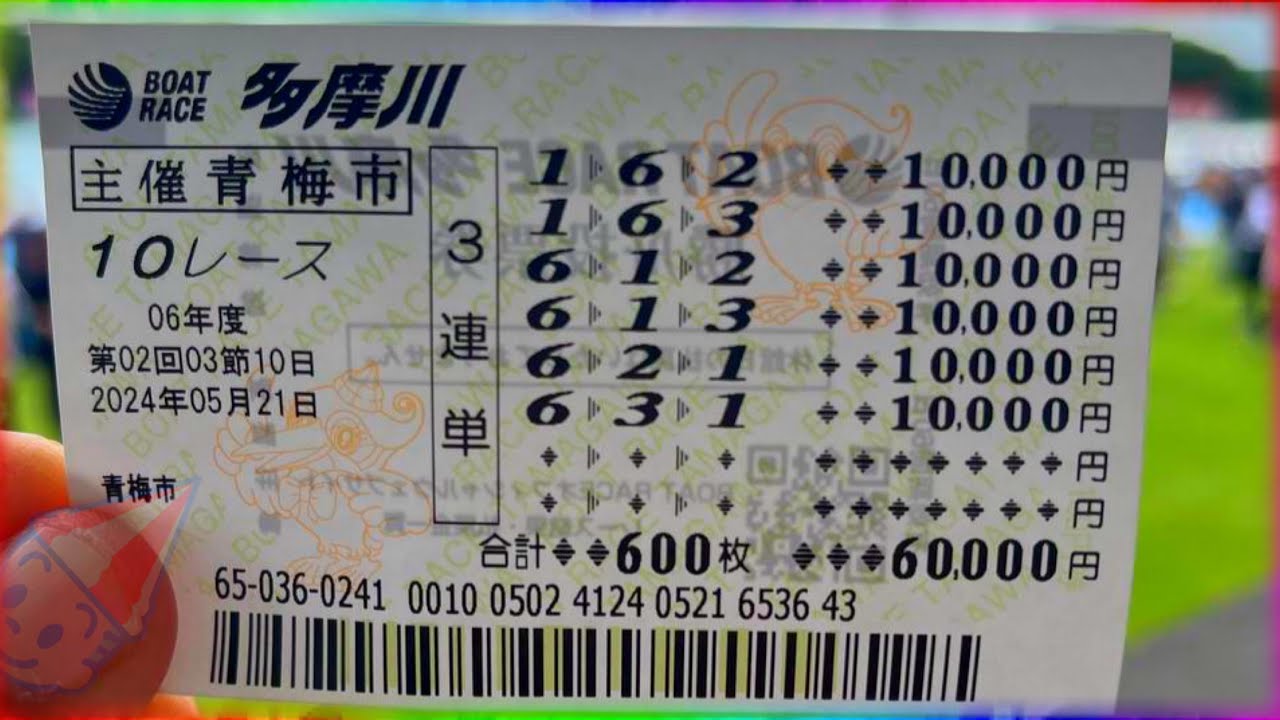 BOAT RACE 多摩川
主催青梅市
10レース
06年度
第02回03節10日
2024年05月21日
青梅市
3連単
1 6 2 10,000円
1 6 3 10,000円
6 1 2 10,000円
6 1 3 10,000円
6 2 1 10,000円
6 3 1 10,000円
円
円
合計 600枚 60,000円
65-036-0241 0010 0502 4124 0521 6536 43